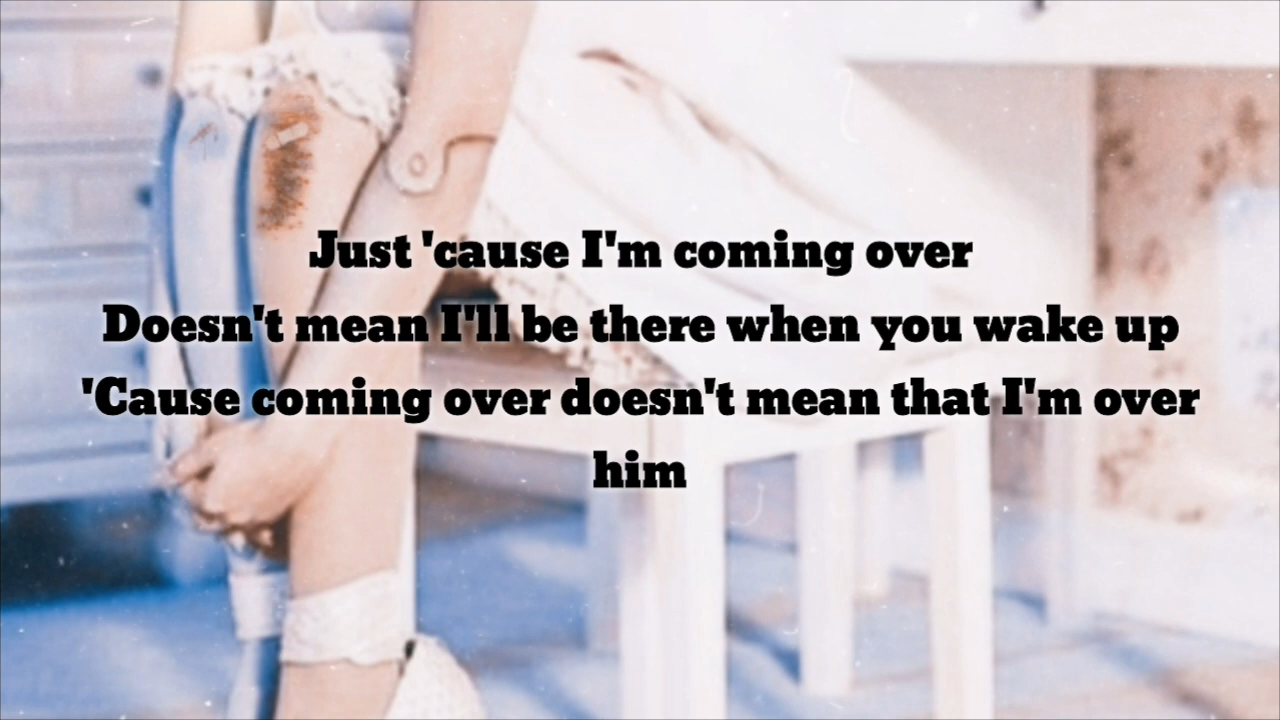 Just 'cause I'm coming over
Doesn't mean I'll be there when you wake up
'Cause coming over doesn't mean that I'm over
him